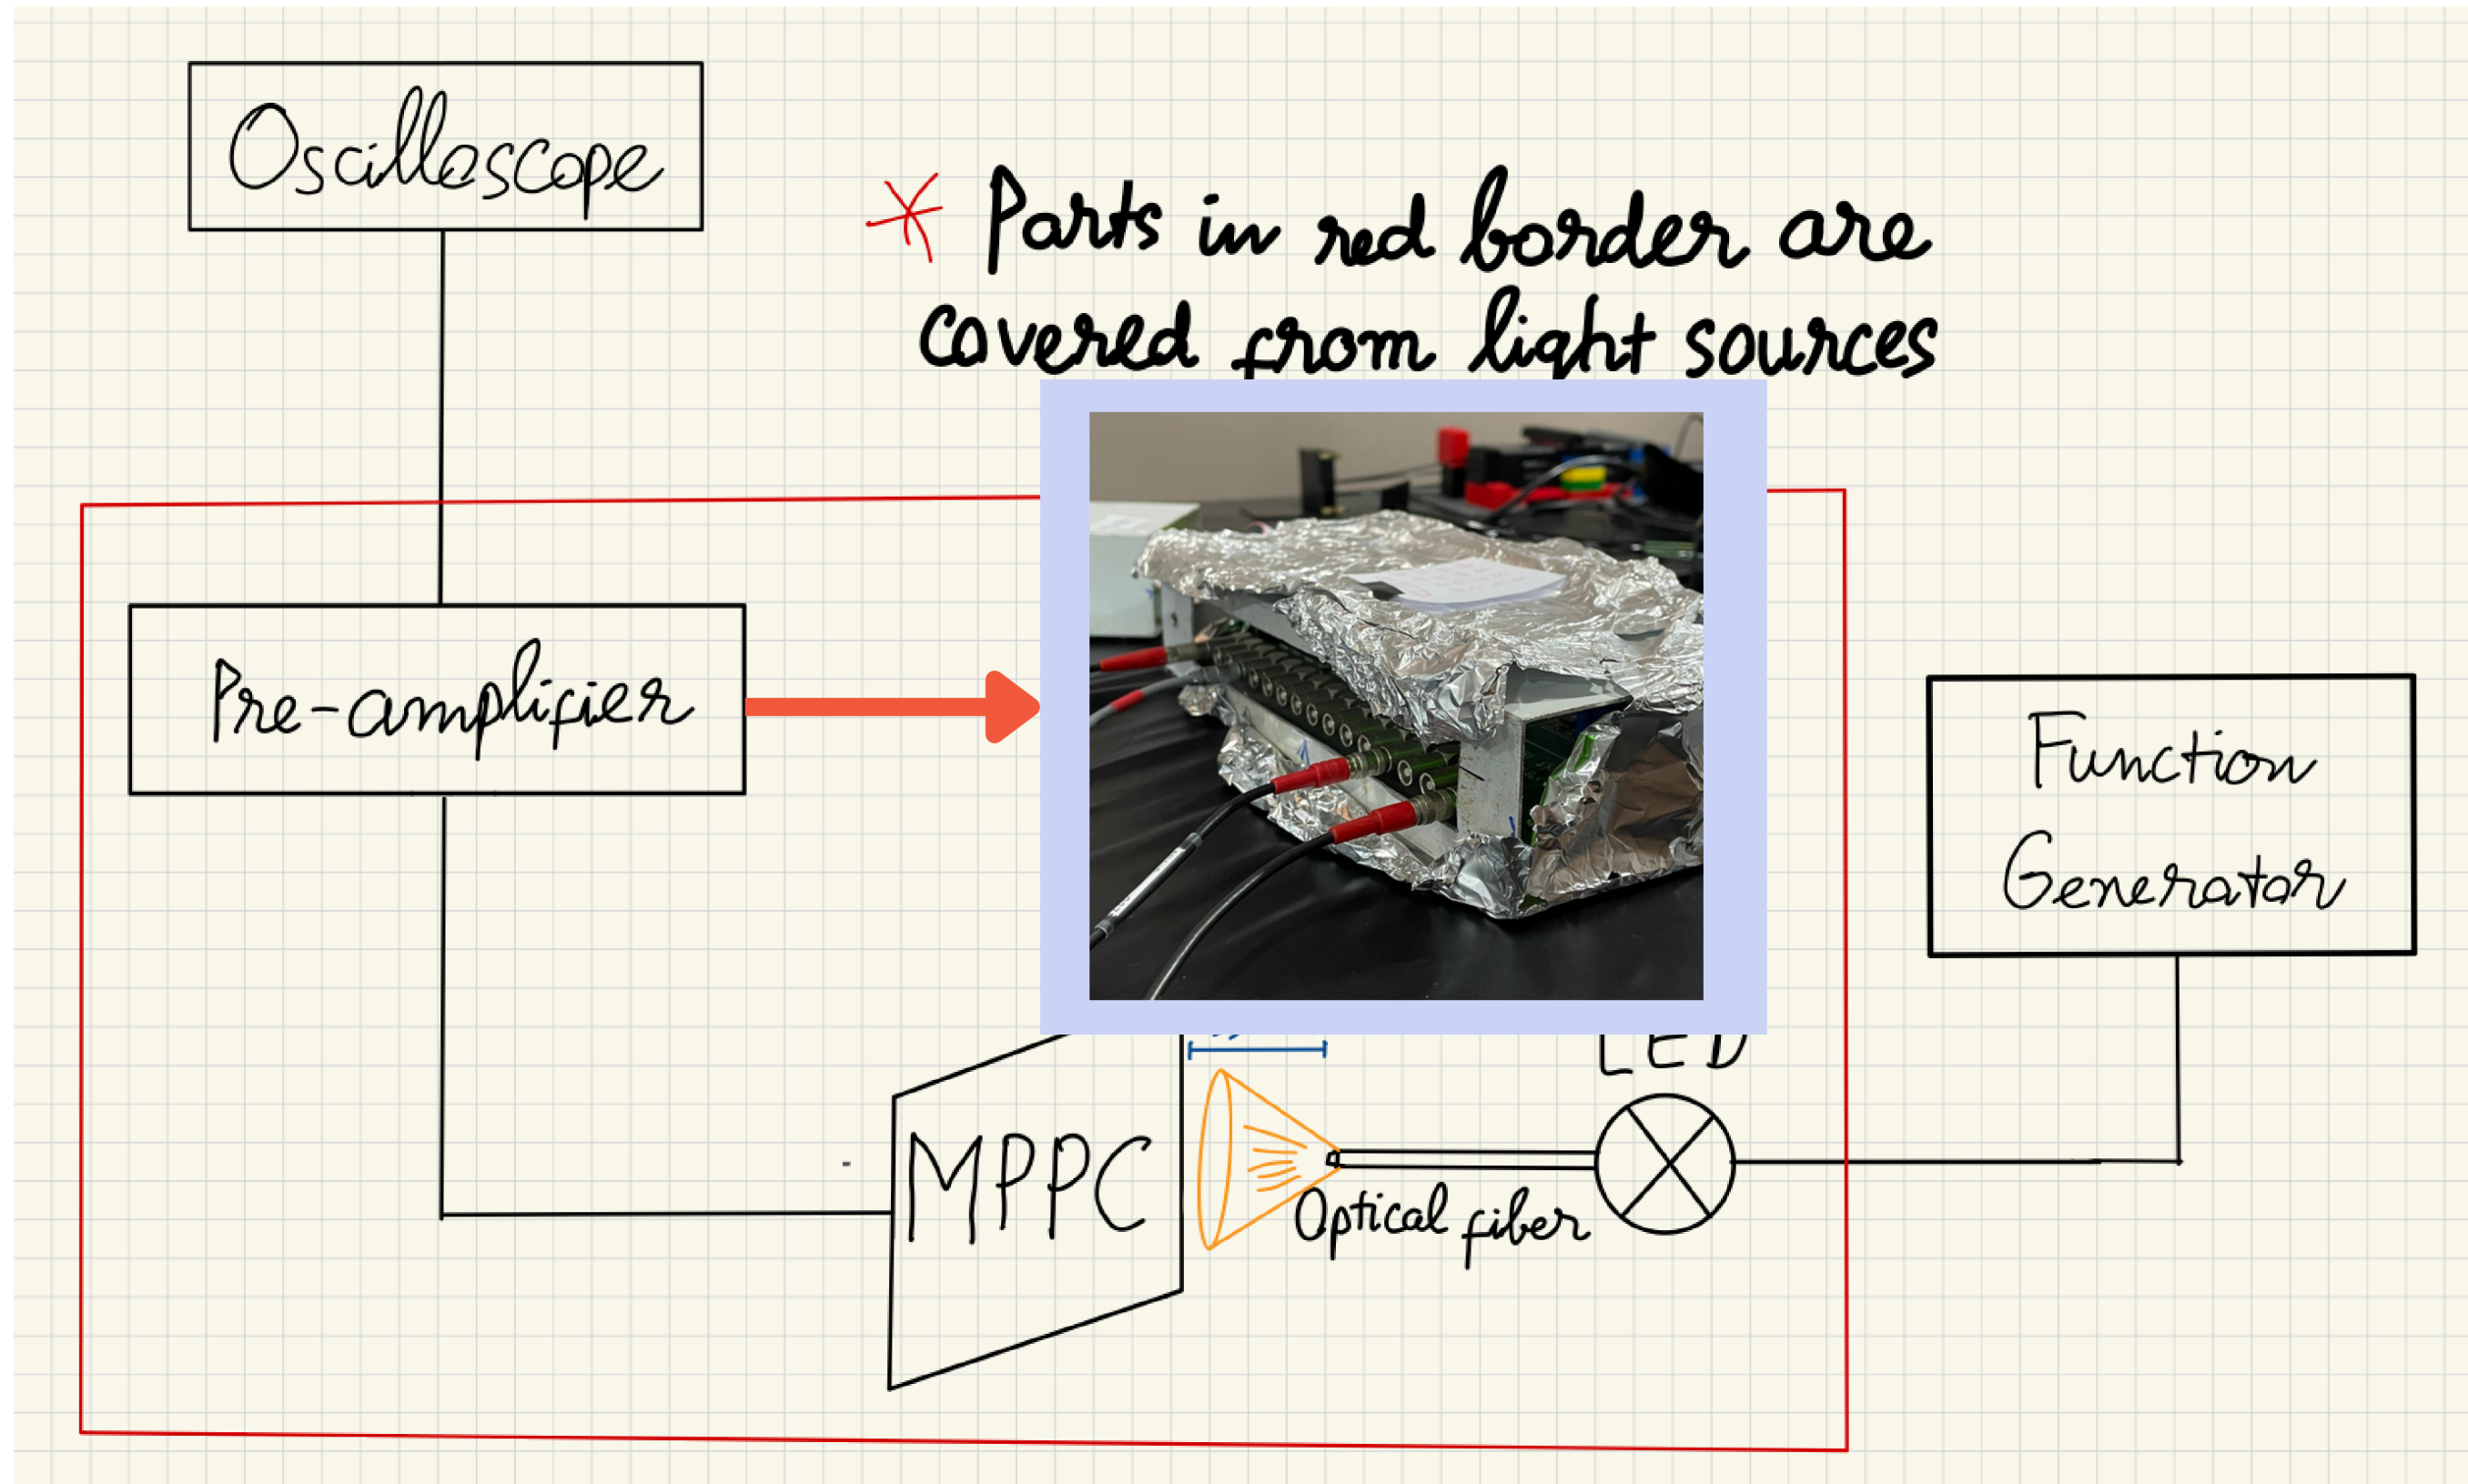 Oscilloscope
* Parts in red border are
covered from light sources
Pre-amplifier
Function
Generator
LED
MPPC
Optical fiber